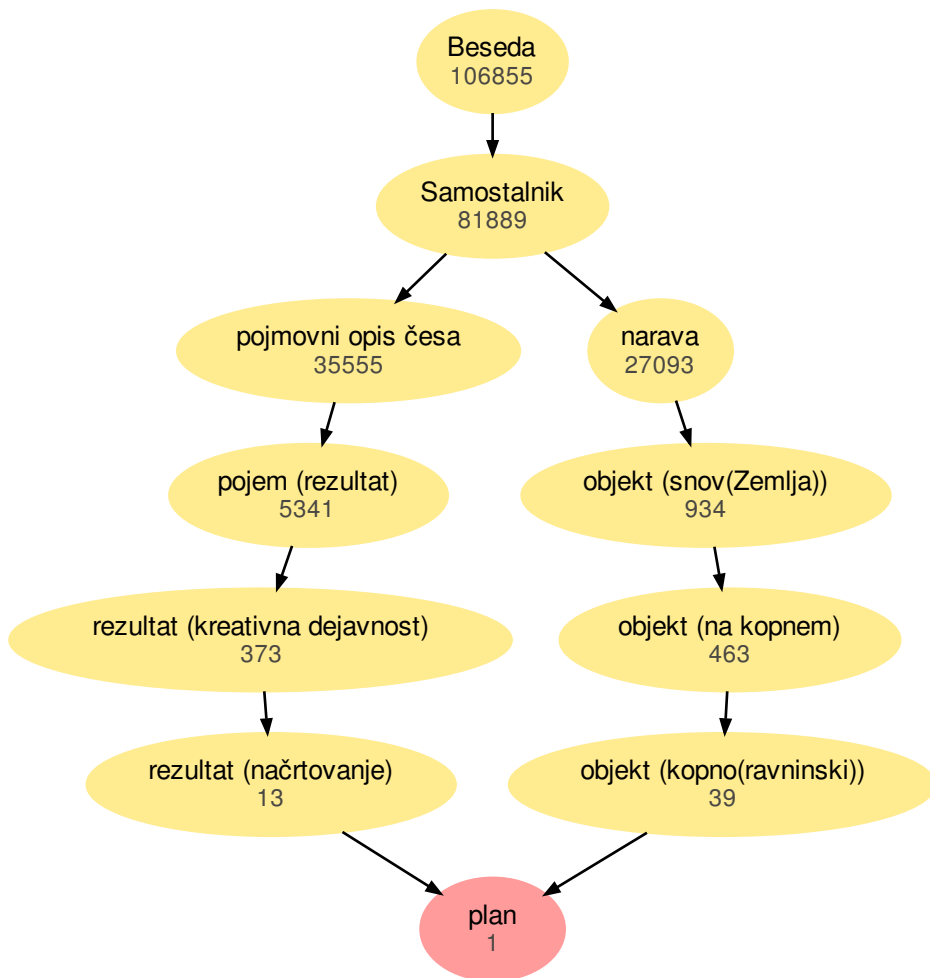 Beseda
106855
Samostalnik
81889
pojmovni opis česa
35555
narava
27093
pojem (rezultat)
5341
objekt (snov(Zemlja))
934
rezultat (kreativna dejavnost)
373
objekt (na kopnem)
463
rezultat (načrtovanje)
13
objekt (kopno(ravninski))
39
plan
1